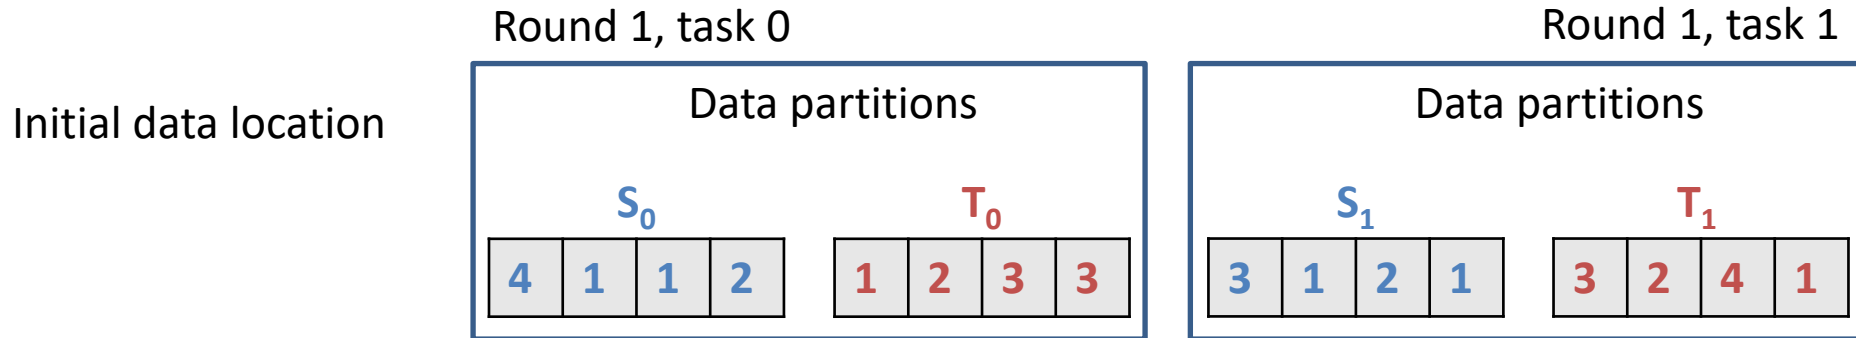 Round 1, task 0
Round 1, task 1
Initial data location
Data partitions
Data partitions
S0
T0
S1
T1
4 1 1 2
1 2 3 3
3 1 2 1
3 2 4 1